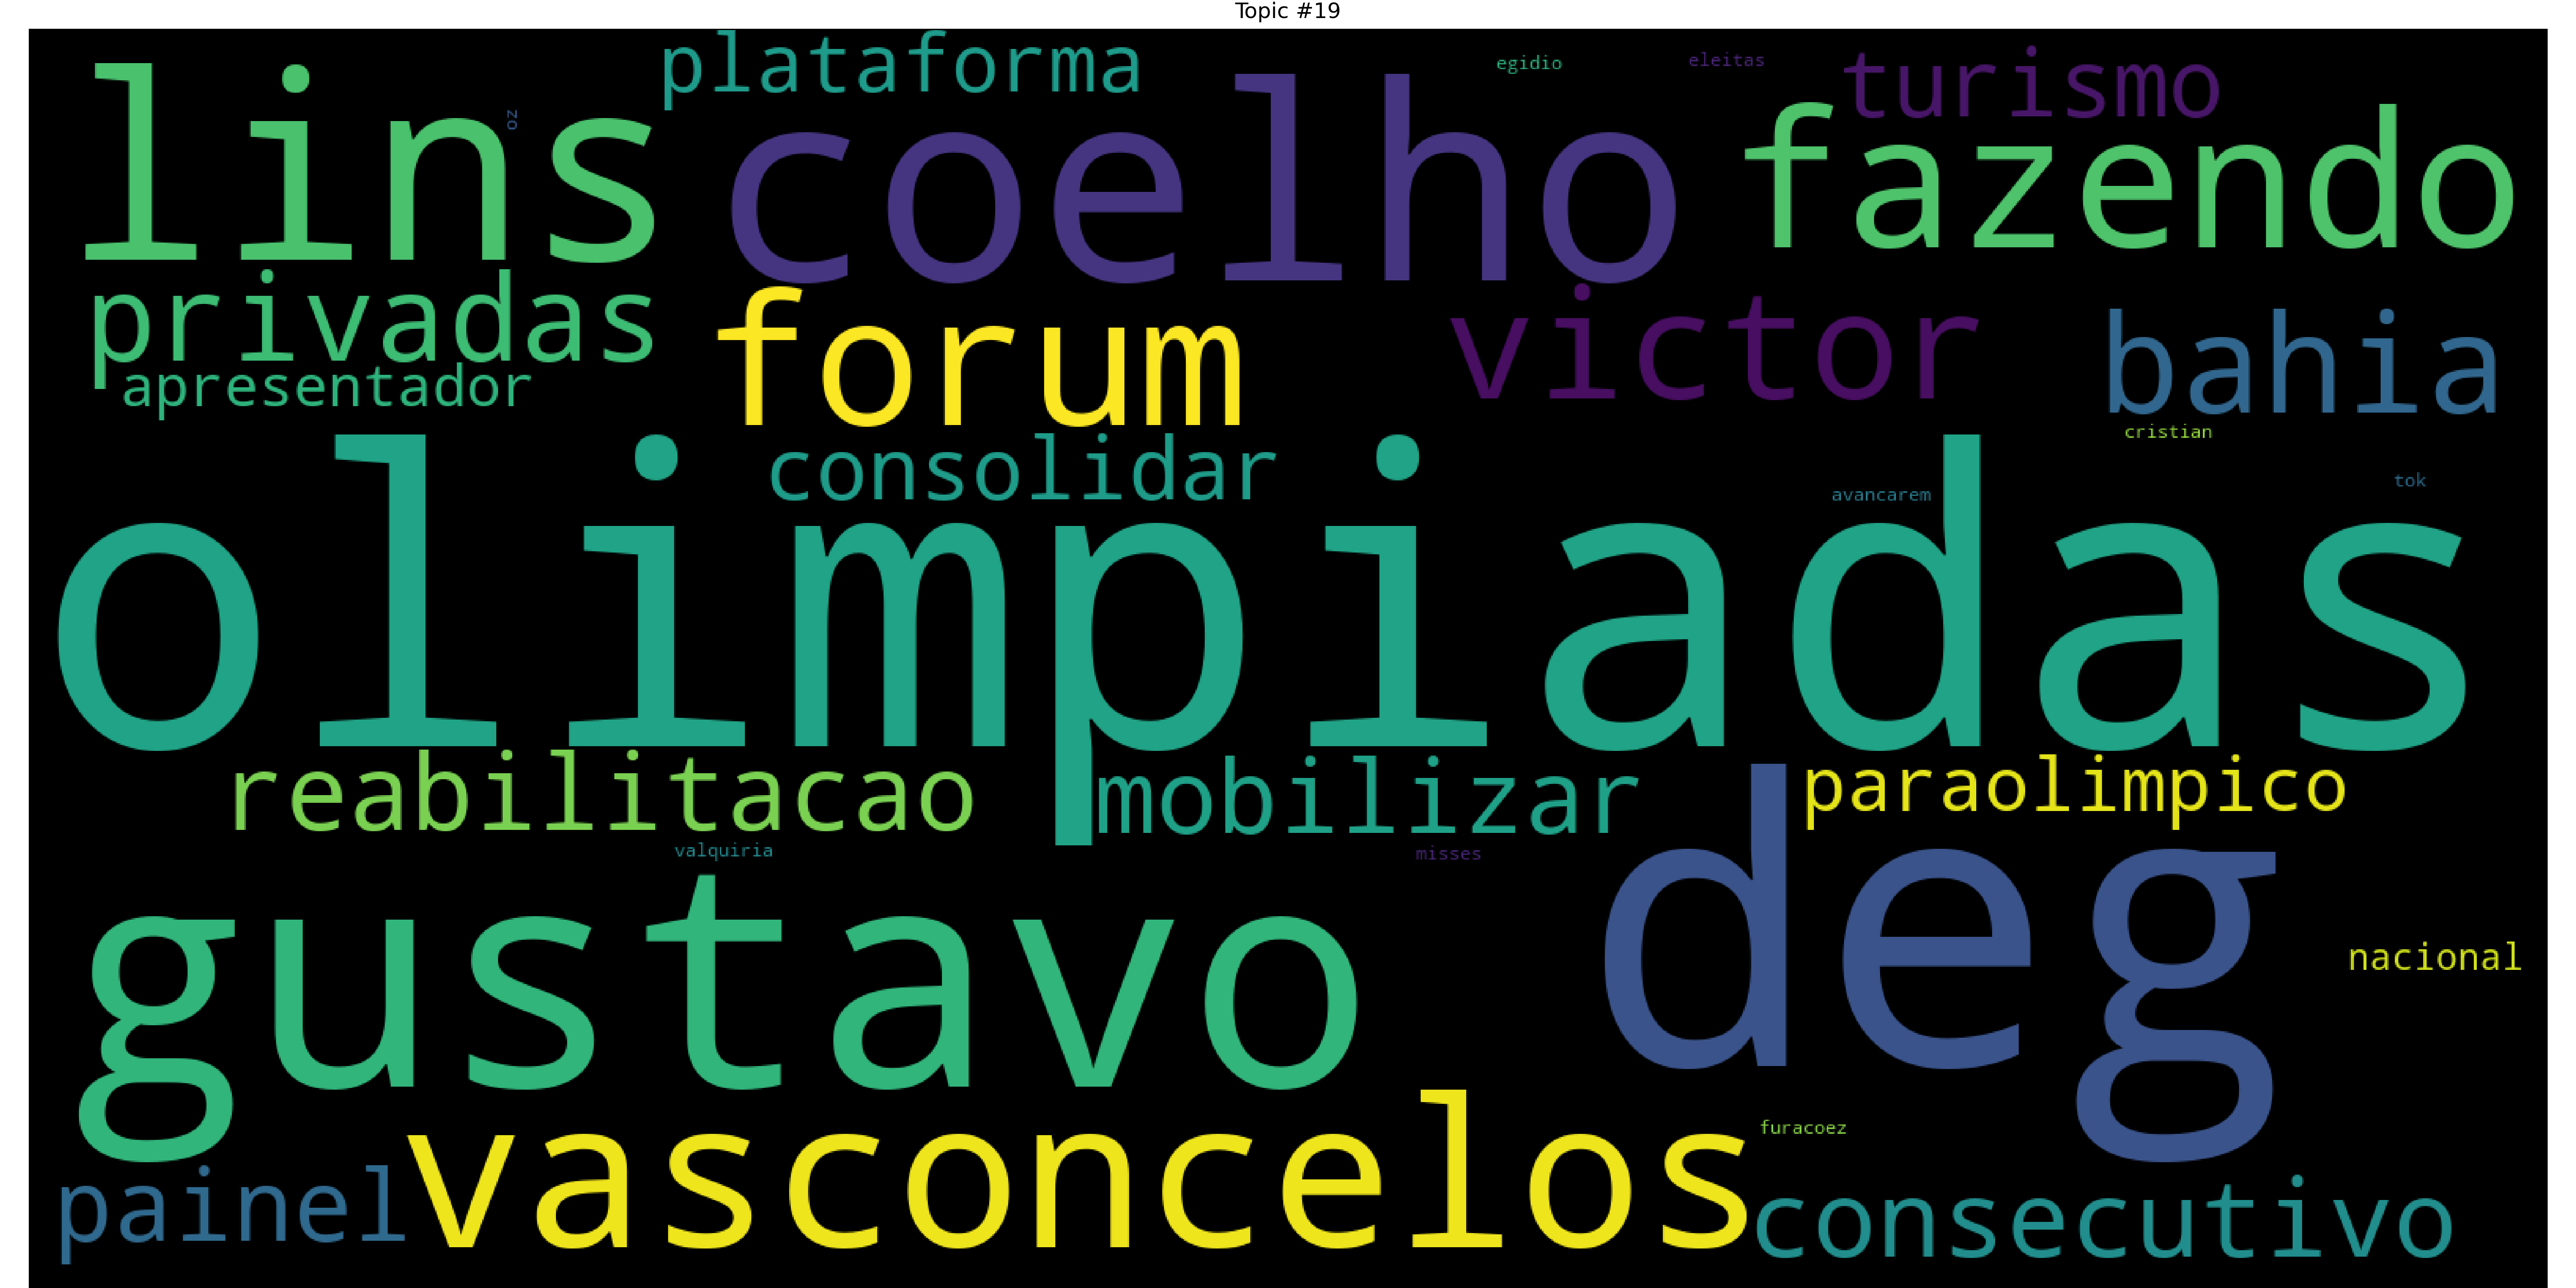 Topic #19
plataforma
egidio
eleitas
turismo
lins
oz
coelho
fazendo
privadas
forum
victor
bahia
apresentador
cristian
consolidar
avancarem
tok
olimpiadas
reabilitacao
mobilizar
paraolimpico
valquiria
misses
gustavo
deg
nacional
furacoez
painel
vasconcelos
consecutivo